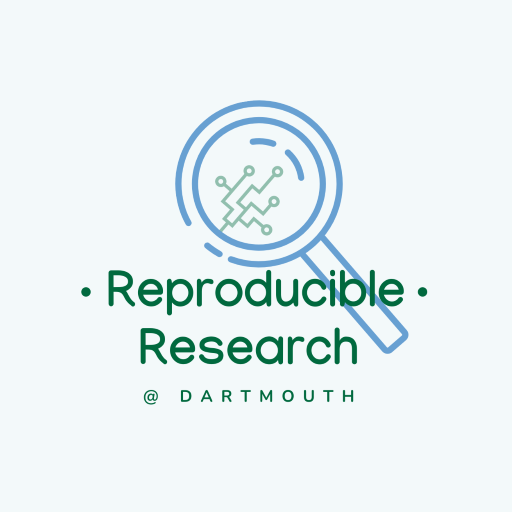 • Reproducible •
Research
@ DARTMOUTH